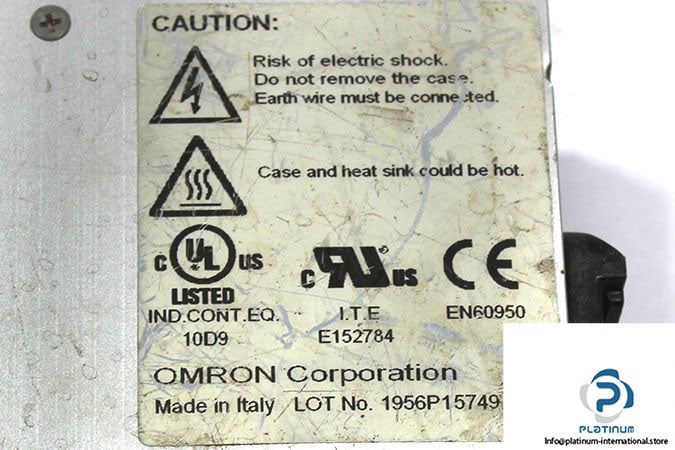 CAUTION:
Risk of electric shock.
Do not remove the case.
Earth wire must be connected.
Case and heat sink could be hot.
C UL US LISTED
C RU ® US
CE
IND.CONT.EQ.
10D9
I.T.E
E152784
EN60950
OMRON Corporation
Made in Italy LOT No. 1956P15749
PLATINUM
info@platinum-international.store